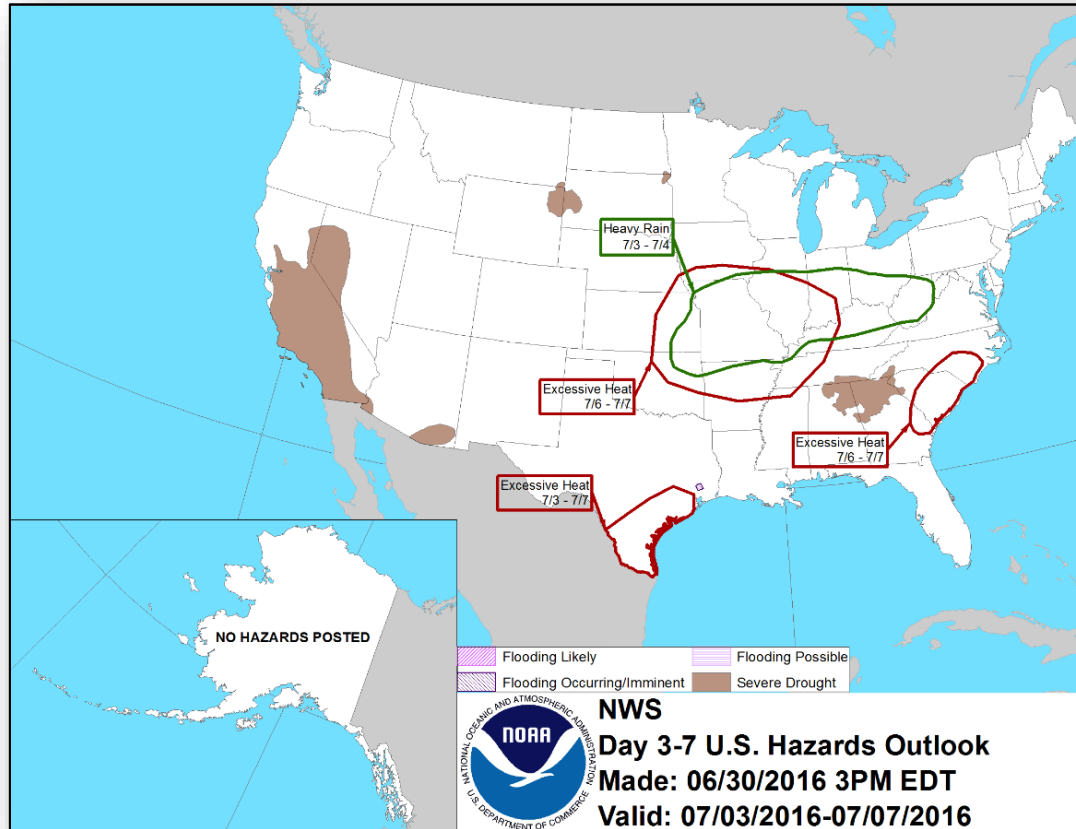 Heavy Rain
7/3 - 7/4
Excessive Heat
7/6 - 7/7
Excessive Heat
7/6 - 7/7
Excessive Heat
7/3 - 7/7
NO HAZARDS POSTED
Flooding Likely
Flooding Possible
Flooding Occurring/Imminent
Severe Drought
NATIONAL OCEANIC AND ATMOSPHERIC ADMINISTRATION
NOAA
U.S. DEPARTMENT OF COMMERCE
NWS
Day 3-7 U.S. Hazards Outlook
Made: 06/30/2016 3PM EDT
Valid: 07/03/2016-07/07/2016